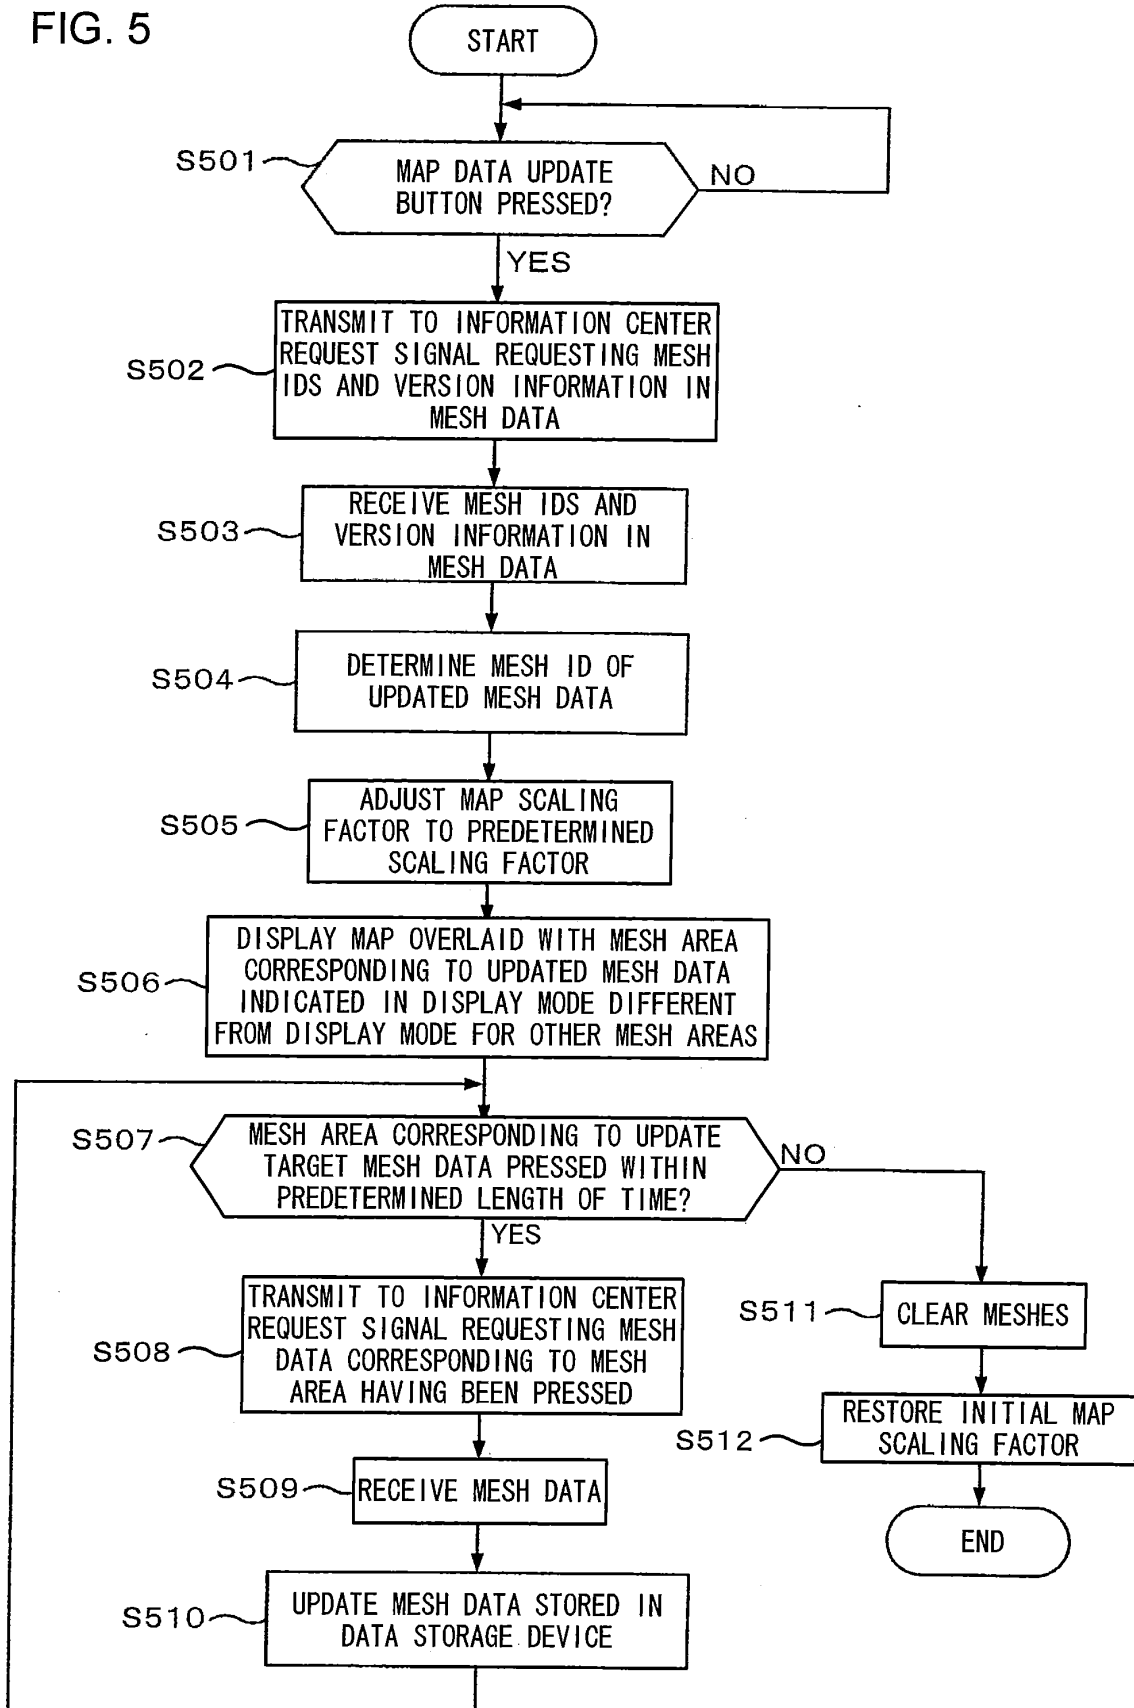 FIG. 5
START
S501
MAP DATA UPDATE
BUTTON PRESSED?
NO
YES
S502
TRANSMIT TO INFORMATION CENTER
REQUEST SIGNAL REQUESTING MESH
IDS AND VERSION INFORMATION IN
MESH DATA
S503
RECEIVE MESH IDS AND
VERSION INFORMATION IN
MESH DATA
S504
DETERMINE MESH ID OF
UPDATED MESH DATA
S505
ADJUST MAP SCALING
FACTOR TO PREDETERMINED
SCALING FACTOR
S506
DISPLAY MAP OVERLAID WITH MESH AREA
CORRESPONDING TO UPDATED MESH DATA
INDICATED IN DISPLAY MODE DIFFERENT
FROM DISPLAY MODE FOR OTHER MESH AREAS
S507
MESH AREA CORRESPONDING TO UPDATE
TARGET MESH DATA PRESSED WITHIN
PREDETERMINED LENGTH OF TIME?
NO
YES
S508
TRANSMIT TO INFORMATION CENTER
REQUEST SIGNAL REQUESTING MESH
DATA CORRESPONDING TO MESH
AREA HAVING BEEN PRESSED
S509
RECEIVE MESH DATA
S510
UPDATE MESH DATA STORED IN
DATA STORAGE DEVICE
S511
CLEAR MESHES
S512
RESTORE INITIAL MAP
SCALING FACTOR
END